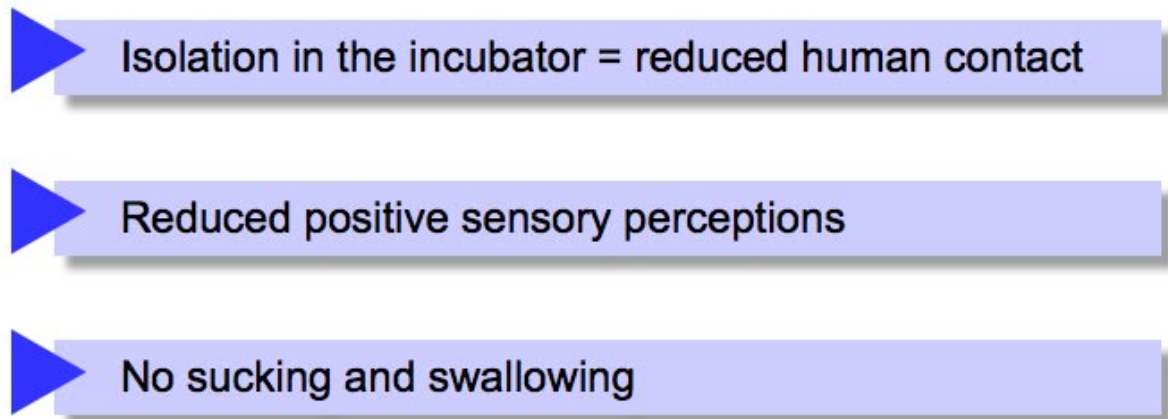 Isolation in the incubator = reduced human contact
Reduced positive sensory perceptions
No sucking and swallowing